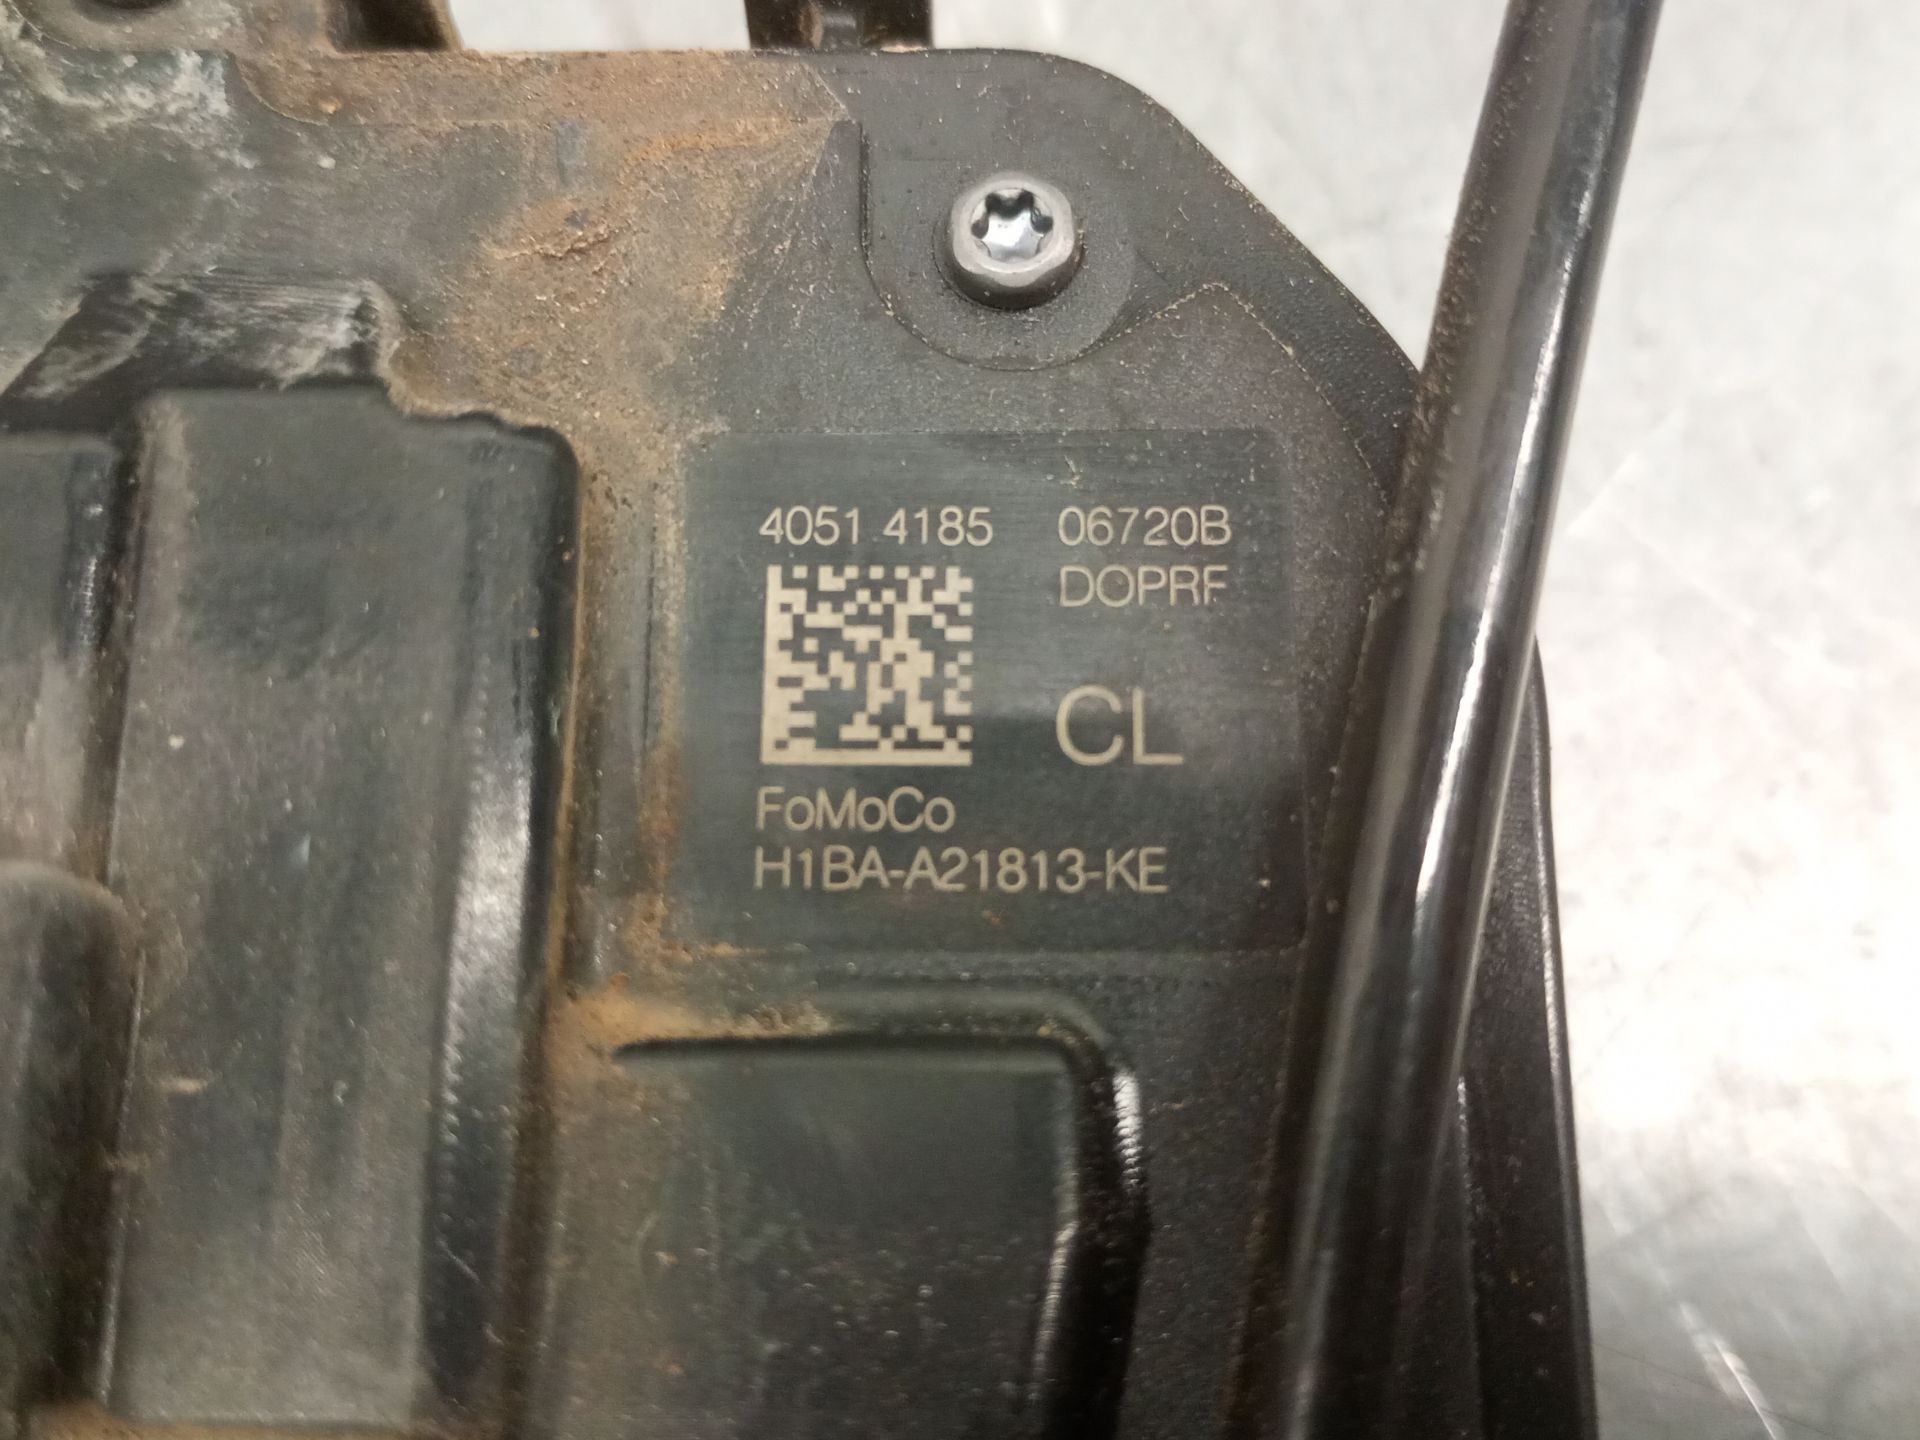 4051 4185 06720B
DOPRF
CL
FoMoCo
H1BA-A21813-KE